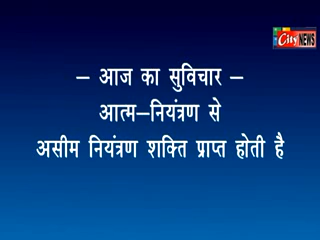 City NEWS
– आज का सुविचार –
आत्म–नियंत्रण से
असीम नियंत्रण शक्ति प्राप्त होती है